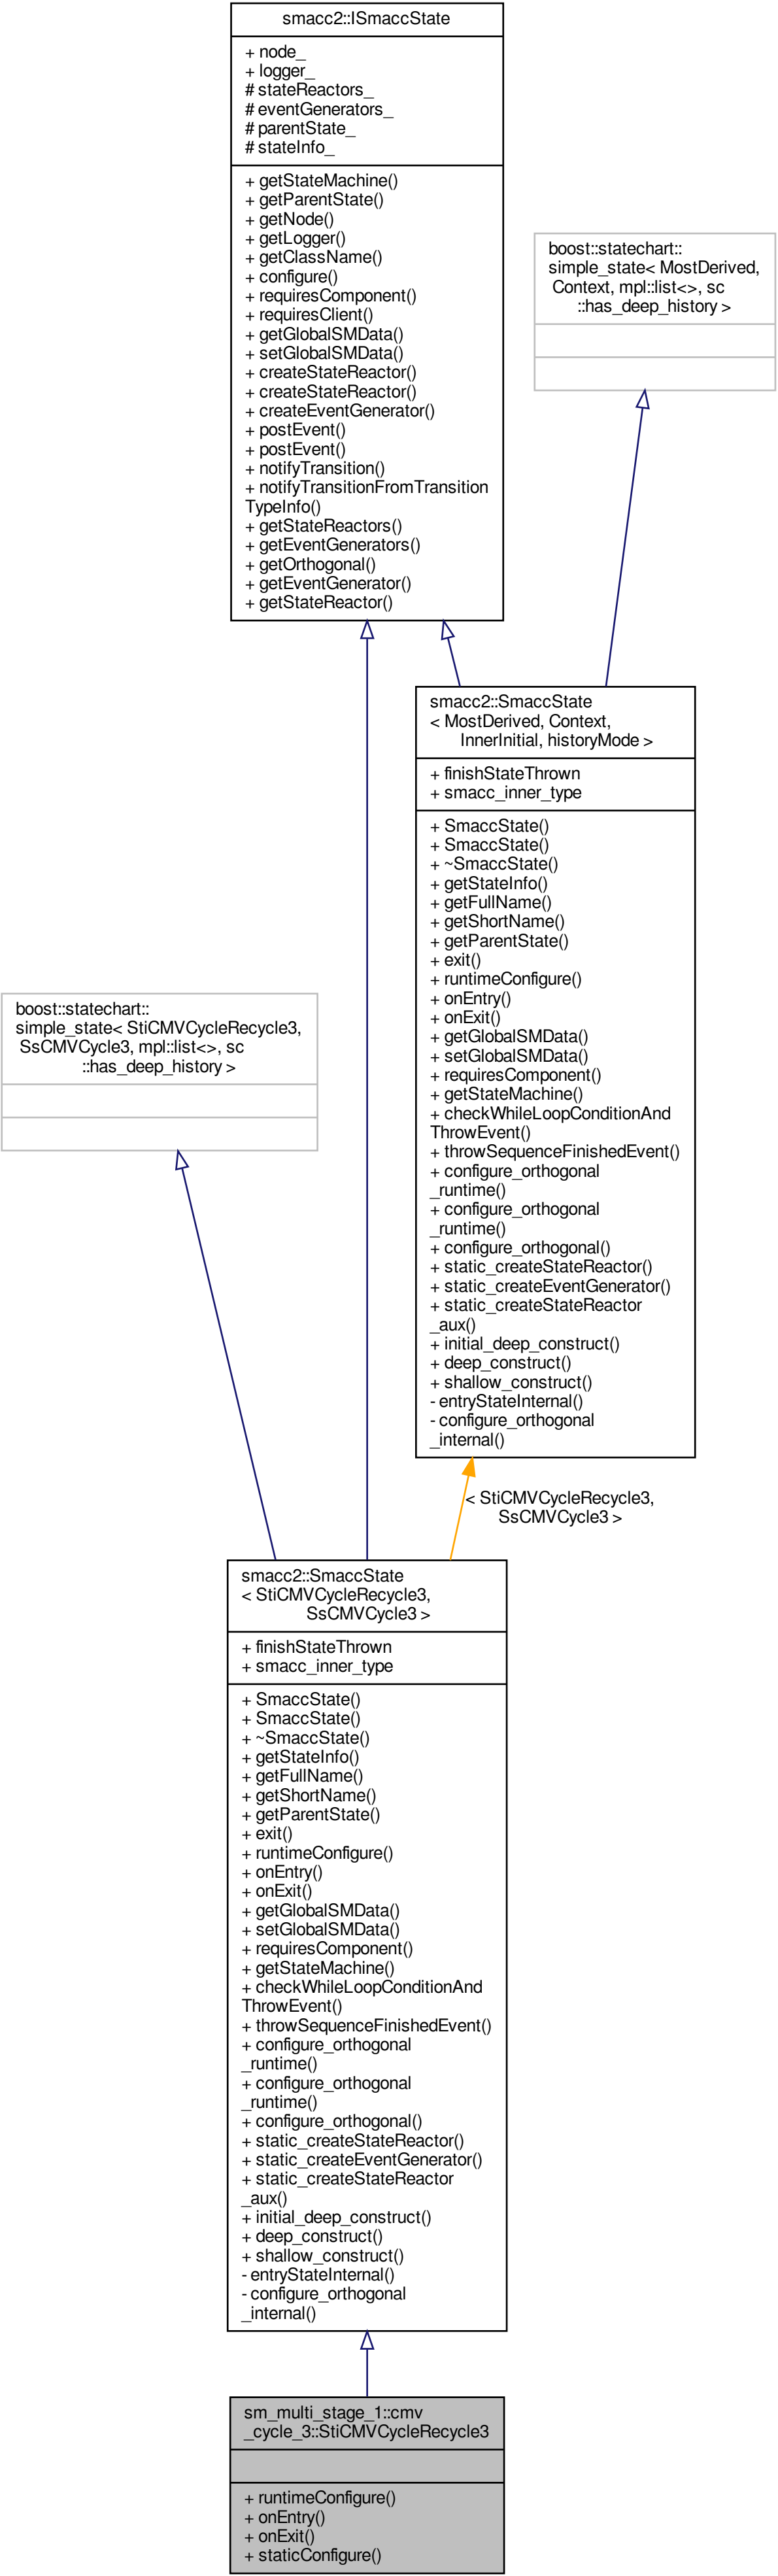 smacc2::ISmaccState
+ node_
+ logger_
# stateReactors_
# eventGenerators_
# parentState_
# stateInfo_
+ getStateMachine()
+ getParentState()
+ getNode()
+ getLogger()
+ getClassName()
+ configure()
+ requiresComponent()
+ requiresClient()
+ getGlobalSMData()
+ setGlobalSMData()
+ createStateReactor()
+ createStateReactor()
+ createEventGenerator()
+ postEvent()
+ postEvent()
+ notifyTransition()
+ notifyTransitionFromTransition
TypeInfo()
+ getStateReactors()
+ getEventGenerators()
+ getOrthogonal()
+ getEventGenerator()
+ getStateReactor()
boost::statechart::
simple_state< MostDerived,
Context, mpl::list<>, sc
::has_deep_history >
smacc2::SmaccState
< MostDerived, Context,
InnerInitial, historyMode >
+ finishStateThrown
+ smacc_inner_type
+ SmaccState()
+ SmaccState()
+ ~SmaccState()
+ getStateInfo()
+ getFullName()
+ getShortName()
+ getParentState()
+ exit()
+ runtimeConfigure()
+ onEntry()
+ onExit()
+ getGlobalSMData()
+ setGlobalSMData()
+ requiresComponent()
+ getStateMachine()
+ checkWhileLoopConditionAnd
ThrowEvent()
+ throwSequenceFinishedEvent()
+ configure_orthogonal
_runtime()
+ configure_orthogonal
_runtime()
+ configure_orthogonal()
+ static_createStateReactor()
+ static_createEventGenerator()
+ static_createStateReactor
_aux()
+ initial_deep_construct()
+ deep_construct()
+ shallow_construct()
- entryStateInternal()
- configure_orthogonal
_internal()
boost::statechart::
simple_state< StiCMVCycleRecycle3,
SsCMVCycle3, mpl::list<>, sc
::has_deep_history >
< StiCMVCycleRecycle3,
SsCMVCycle3 >
smacc2::SmaccState
< StiCMVCycleRecycle3,
SsCMVCycle3 >
+ finishStateThrown
+ smacc_inner_type
+ SmaccState()
+ SmaccState()
+ ~SmaccState()
+ getStateInfo()
+ getFullName()
+ getShortName()
+ getParentState()
+ exit()
+ runtimeConfigure()
+ onEntry()
+ onExit()
+ getGlobalSMData()
+ setGlobalSMData()
+ requiresComponent()
+ getStateMachine()
+ checkWhileLoopConditionAnd
ThrowEvent()
+ throwSequenceFinishedEvent()
+ configure_orthogonal
_runtime()
+ configure_orthogonal
_runtime()
+ configure_orthogonal()
+ static_createStateReactor()
+ static_createEventGenerator()
+ static_createStateReactor
_aux()
+ initial_deep_construct()
+ deep_construct()
+ shallow_construct()
- entryStateInternal()
- configure_orthogonal
_internal()
sm_multi_stage_1::cmv
_cycle_3::StiCMVCycleRecycle3
+ runtimeConfigure()
+ onEntry()
+ onExit()
+ staticConfigure()